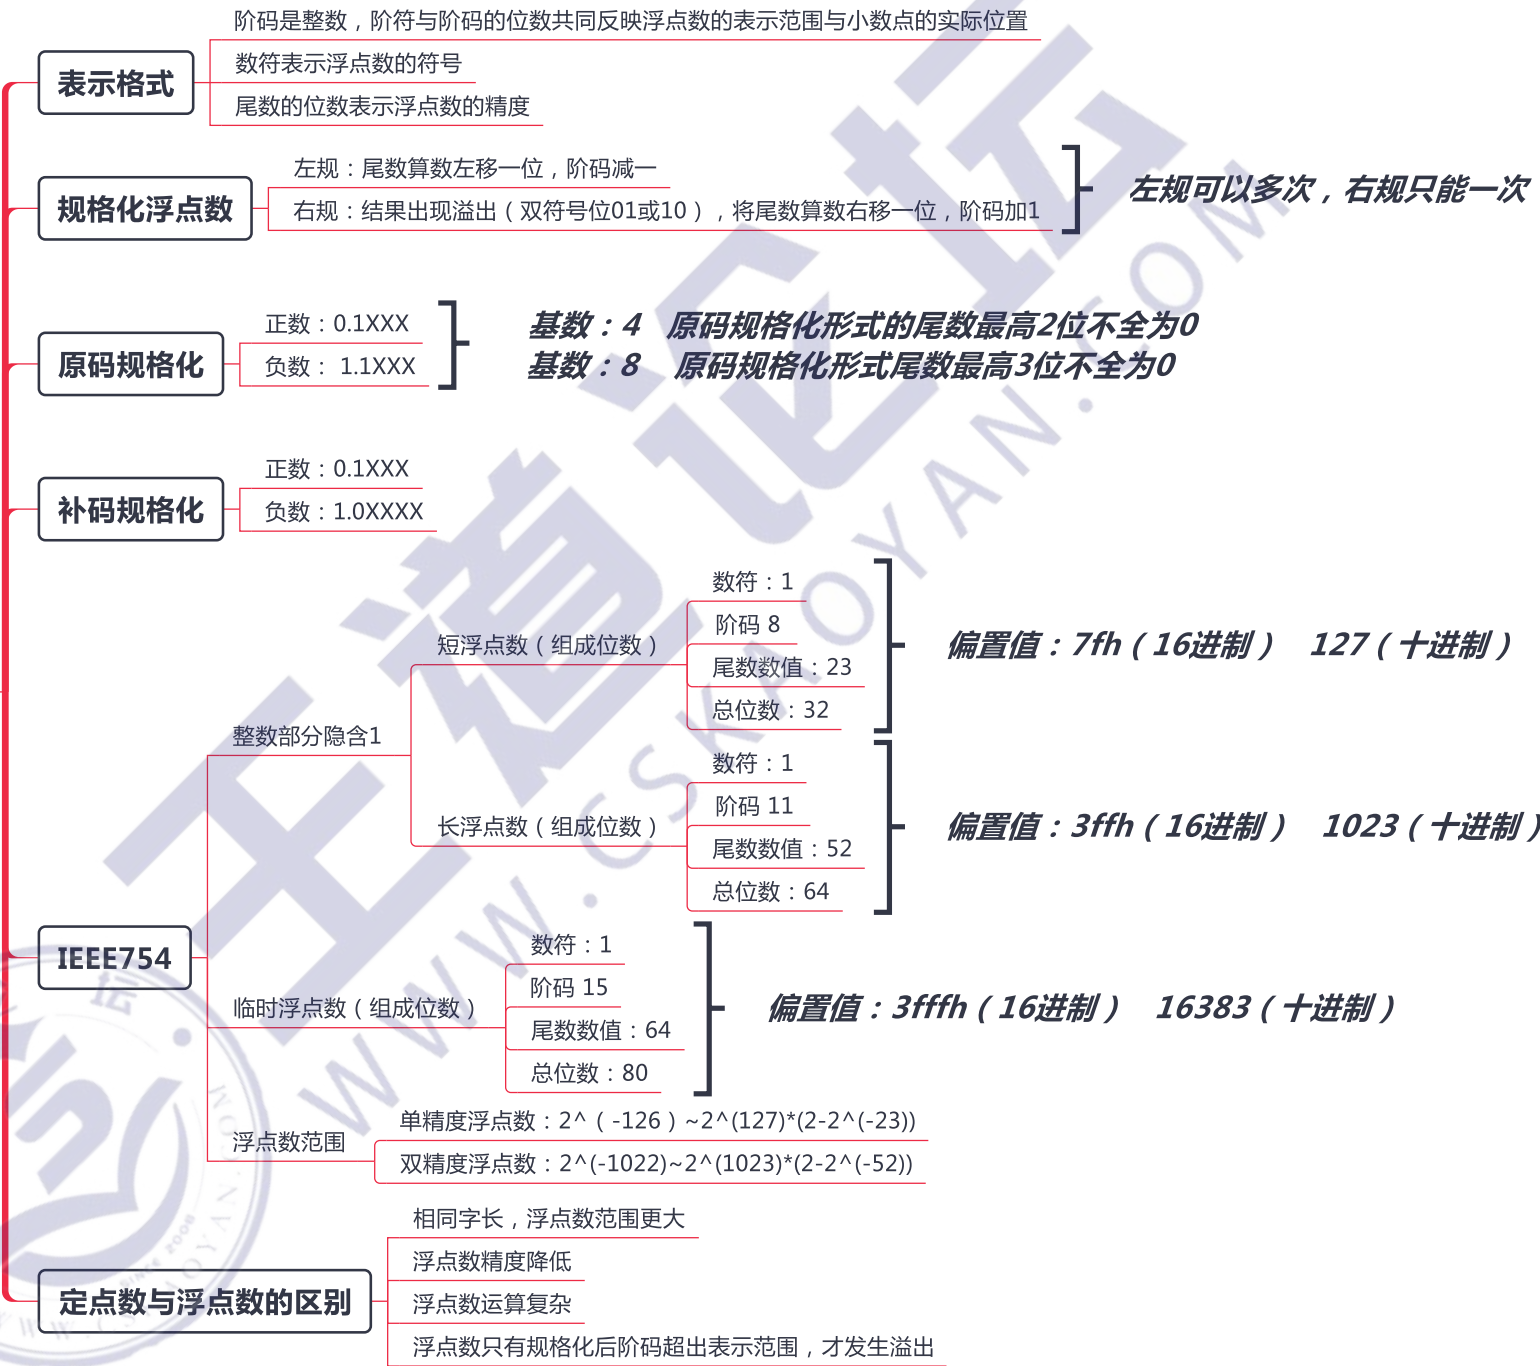 阶码是整数，阶符与阶码的位数共同反映浮点数的表示范围与小数点的实际位置
表示格式
数符表示浮点数的符号
尾数的位数表示浮点数的精度
左规：尾数算数左移一位，阶码减一
规格化浮点数
右规：结果出现溢出（双符号位01或10），将尾数算数右移一位，阶码加1
左规可以多次，右规只能一次
原码规格化
正数：0.1XXX
负数： 1.1XXX
基数：4 原码规格化形式的尾数最高2位不全为0
基数：8 原码规格化形式尾数最高3位不全为0
补码规格化
正数：0.1XXX
负数：1.0XXXX
IEEE754
整数部分隐含1
短浮点数（组成位数）
数符：1
阶码 8
尾数数值：23
总位数：32
偏置值：7fh（16进制） 127（十进制）
长浮点数（组成位数）
数符：1
阶码 11
尾数数值：52
总位数：64
偏置值：3ffh（16进制） 1023（十进制）
临时浮点数（组成位数）
数符：1
阶码 15
尾数数值：64
总位数：80
偏置值：3fffh（16进制） 16383（十进制）
浮点数范围
单精度浮点数：2^（-126）~2^(127)*(2-2^(-23))
双精度浮点数：2^(-1022)~2^(1023)*(2-2^(-52))
定点数与浮点数的区别
相同字长，浮点数范围更大
浮点数精度降低
浮点数运算复杂
浮点数只有规格化后阶码超出表示范围，才发生溢出
王道论坛
WWW.CSKAOYAN.COM
SINCE 2008